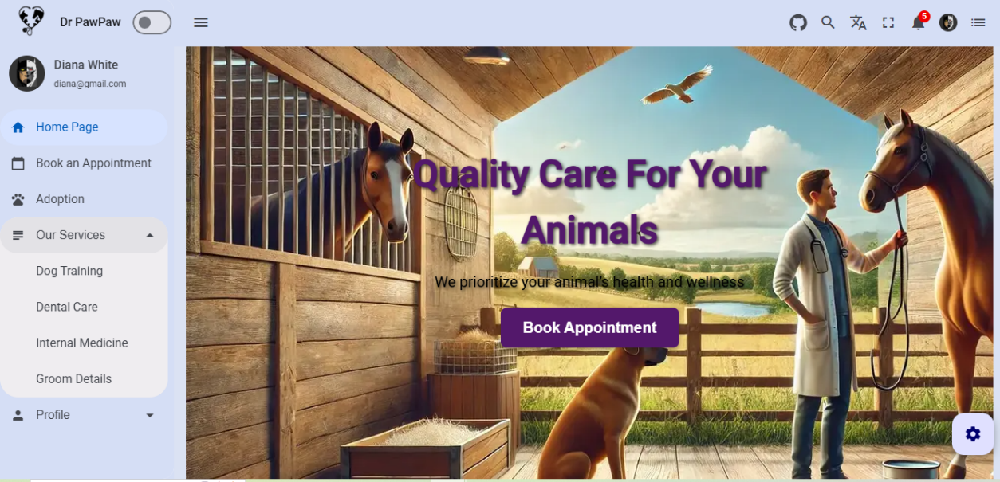 Dr PawPaw
5
Diana White
diana@gmail.com
Home Page
Book an Appointment
Adoption
Our Services
Dog Training
Dental Care
Internal Medicine
Groom Details
Profile
Quality Care For Your
Animals
We prioritize your animal's health and wellness
Book Appointment